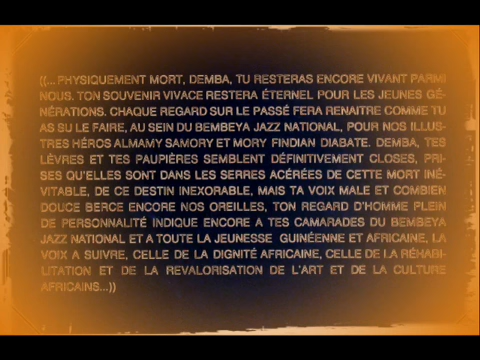 ((... PHYSIQUEMENT MORT, DEMBA, TU RESTERAS ENCORE VIVANT PARMI
NOUS. TON SOUVENIR VIVACE RESTERA ÉTERNEL POUR LES JEUNES GÉ-
NÉRATIONS. CHAQUE REGARD SUR LE PASSÉ FERA RENAITRE COMME TU
AS SU LE FAIRE, AU SEIN DU BEMBEYA JAZZ NATIONAL, POUR NOS ILLUS-
TRES HÉROS ALMAMY SAMORY ET MORY FINDIAN DIABATE. DEMBA, TES
LÈVRES ET TES PAUPIÈRES SEMBLENT DÉFINITIVEMENT CLOSES, PRI-
SES QU'ELLES SONT DANS LES SERRES ACÉRÉES DE CETTE MORT INÉ-
VITABLE, DE CE DESTIN INEXORABLE, MAIS TA VOIX MALE ET COMBIEN
DOUCE BERCE ENCORE NOS OREILLES, TON REGARD D'HOMME PLEIN
DE PERSONNALITÉ INDIQUE ENCORE A TES CAMARADES DU BEMBEYA
JAZZ NATIONAL ET A TOUTE LA JEUNESSE GUINÉENNE ET AFRICAINE, LA
VOIX A SUIVRE, CELLE DE LA DIGNITÉ AFRICAINE, CELLE DE LA RÉHABI-
LITATION ET DE LA REVALORISATION DE L'ART ET DE LA CULTURE
AFRICAINS...))